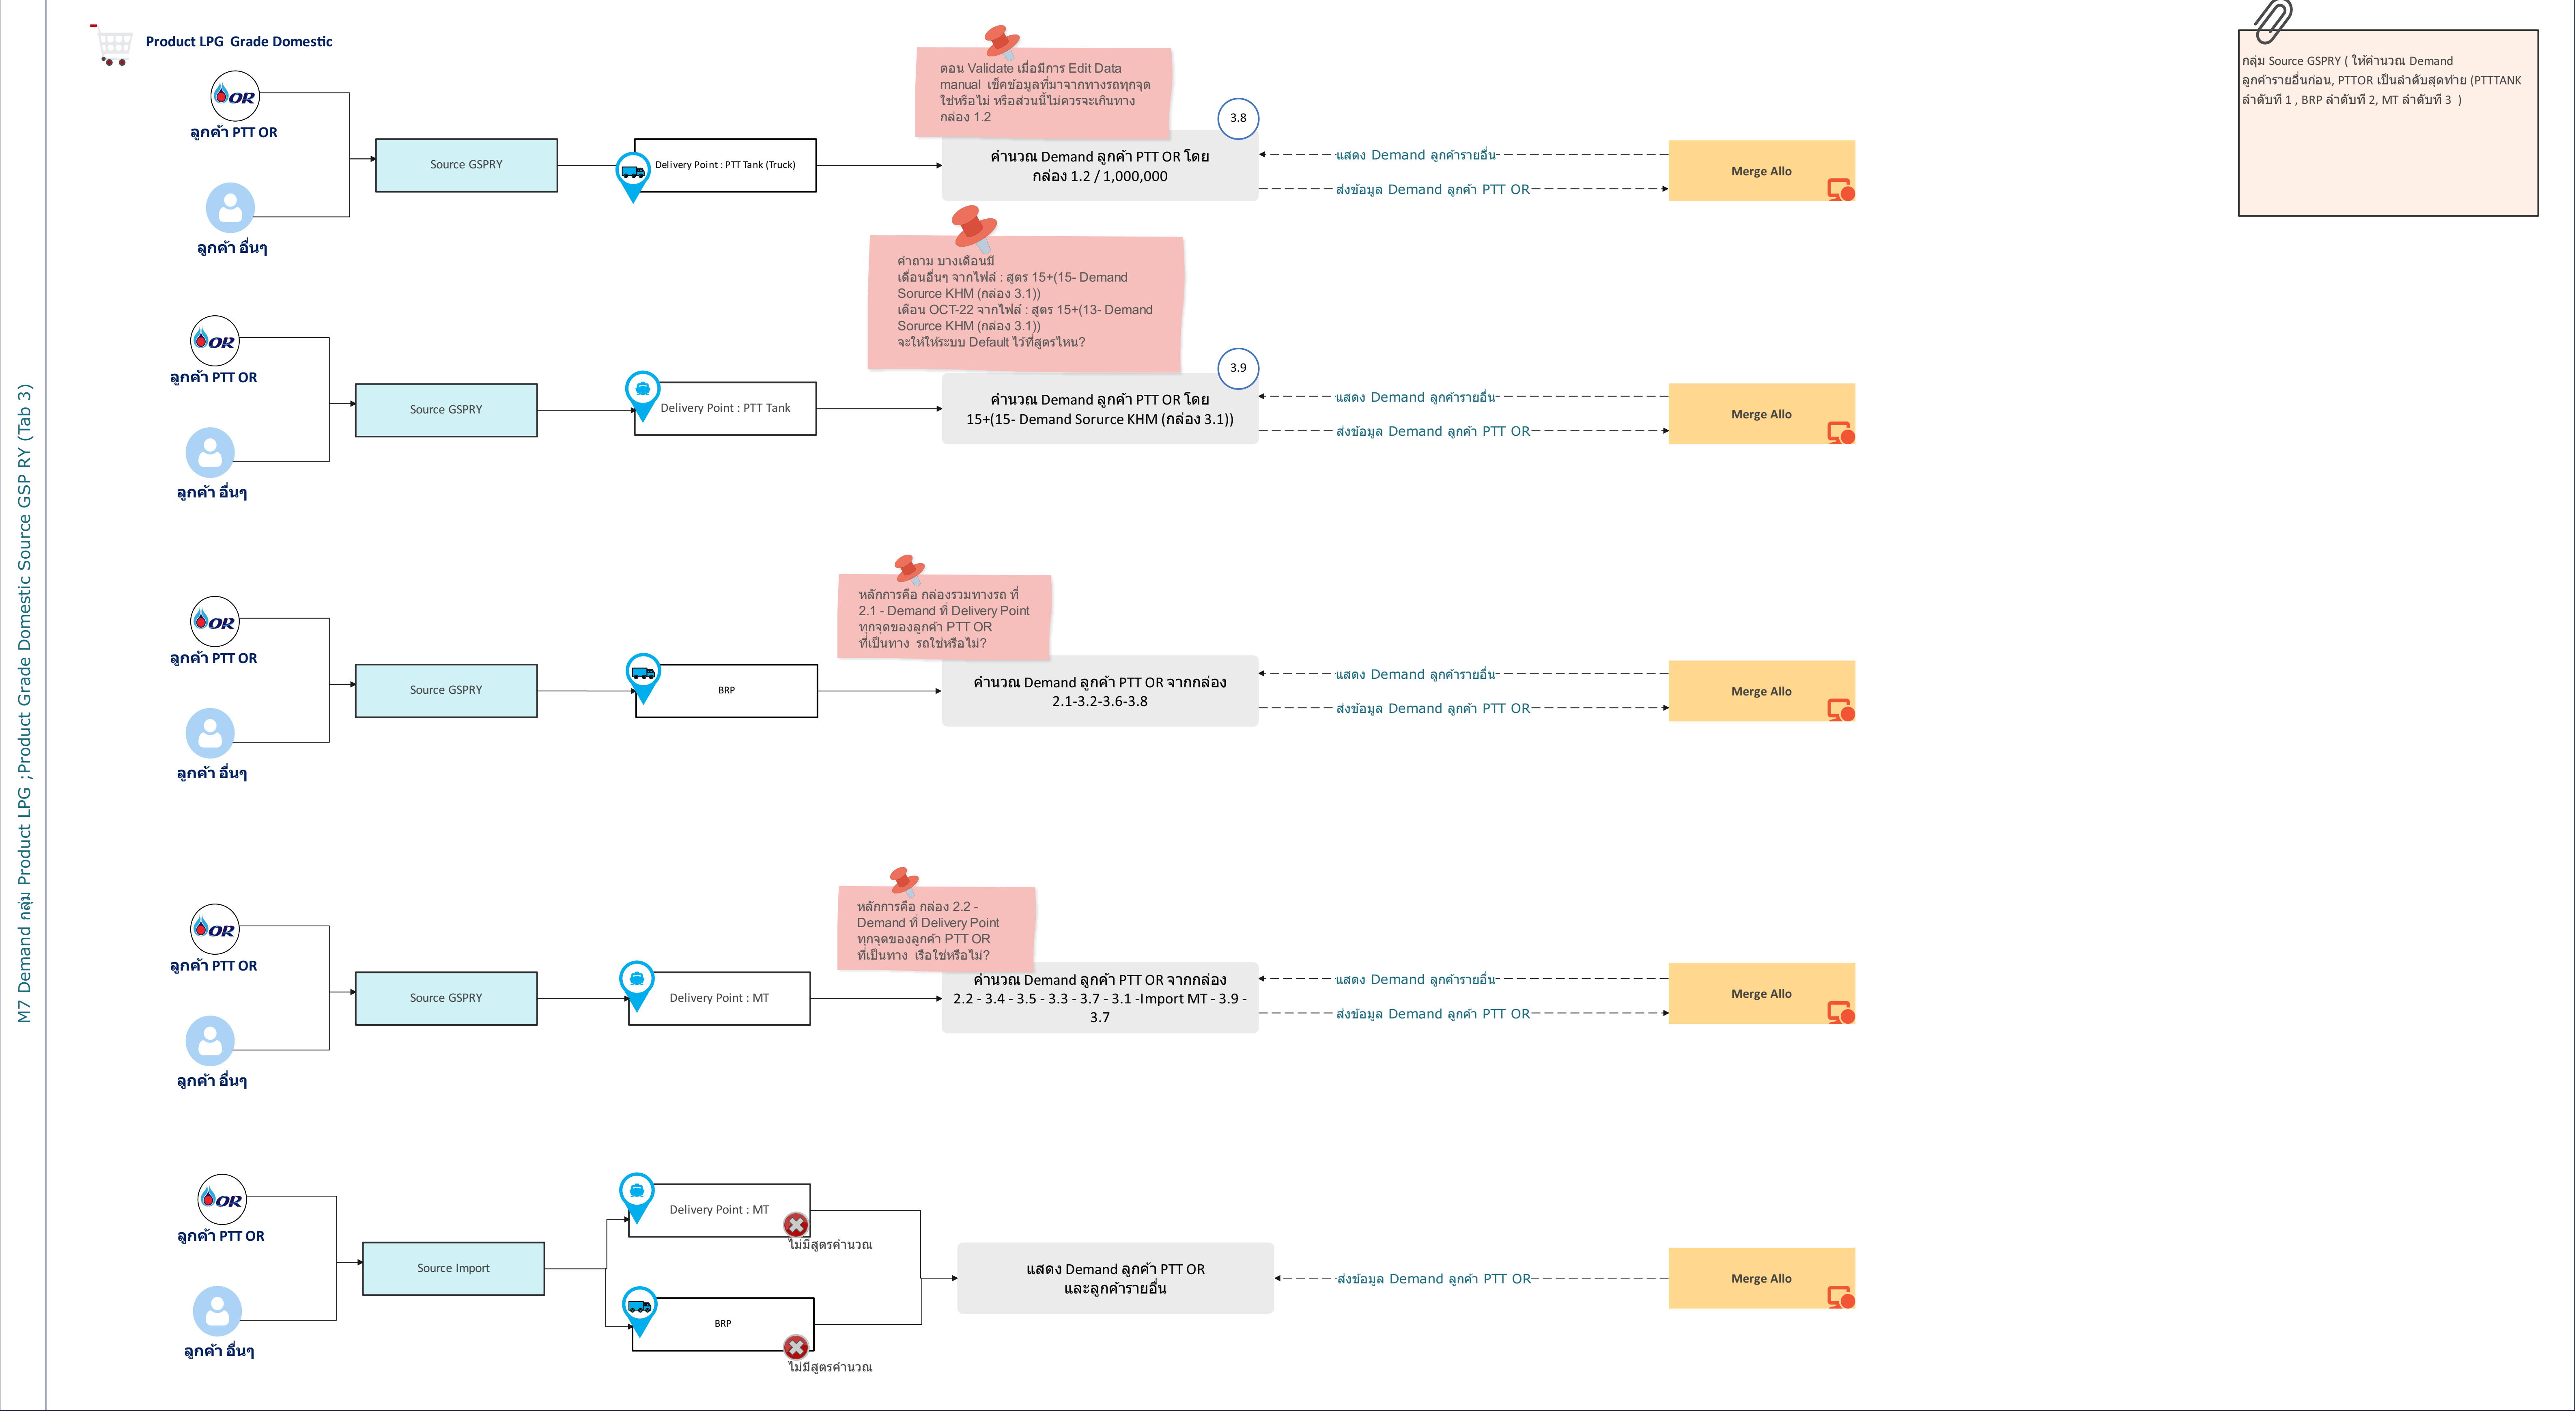 M7 Demand กลุ่ม Product LPG ;Product Grade Domestic Source GSP RY (Tab 3)
Product LPG  Grade Domestic
กลุ่ม Source GSPRY ( ให้คำนวณ Demand
ลูกค้ารายอื่นก่อน, PTTOR เป็นลำดับสุดท้าย (PTTTANK
ลำดับที่ 1 , BRP ลำดับที่ 2, MT ลำดับที่ 3  )
OR
ลูกค้า PTT OR
ลูกค้า อื่นๆ
Source GSPRY
Delivery Point : PTT Tank (Truck)
ตอน Validate เมื่อมีการ Edit Data
manual  เช็คข้อมูลที่มาจากทางรถทุกจุด
ใช่หรือไม่ หรือส่วนนี้ไม่ควรจะเกินทาง
กล่อง 1.2
3.8
คำนวณ Demand ลูกค้า PTT OR โดย
กล่อง 1.2 / 1,000,000
แสดง Demand ลูกค้ารายอื่น
ส่งข้อมูล Demand ลูกค้า PTT OR
Merge Allo
OR
ลูกค้า PTT OR
ลูกค้า อื่นๆ
Source GSPRY
Delivery Point : PTT Tank
คำถาม บางเดือนมี
เดื่อนอื่นๆ จากไฟล์ : สูตร 15+(15- Demand
Sorurce KHM (กล่อง 3.1))
เดือน OCT-22 จากไฟล์ : สูตร 15+(13- Demand
Sorurce KHM (กล่อง 3.1))
จะให้ให้ระบบ Default ไว้ที่สูตรไหน?
3.9
คำนวณ Demand ลูกค้า PTT OR โดย
15+(15- Demand Sorurce KHM (กล่อง 3.1))
แสดง Demand ลูกค้ารายอื่น
ส่งข้อมูล Demand ลูกค้า PTT OR
Merge Allo
OR
ลูกค้า PTT OR
ลูกค้า อื่นๆ
Source GSPRY
BRP
หลักการคือ กล่องรวมทางรถ ที่
2.1 - Demand ที่ Delivery Point
ทุกจุดของลูกค้า PTT OR
ที่เป็นทาง  รถใช่หรือไม่?
คำนวณ Demand ลูกค้า PTT OR จากกล่อง
2.1-3.2-3.6-3.8
แสดง Demand ลูกค้ารายอื่น
ส่งข้อมูล Demand ลูกค้า PTT OR
Merge Allo
OR
ลูกค้า PTT OR
ลูกค้า อื่นๆ
Source GSPRY
Delivery Point : MT
หลักการคือ กล่อง 2.2 -
Demand ที่ Delivery Point
ทุกจุดของลูกค้า PTT OR
ที่เป็นทาง  เรือใช่หรือไม่?
คำนวณ Demand ลูกค้า PTT OR จากกล่อง
2.2 - 3.4 - 3.5 - 3.3 - 3.7 - 3.1 -Import MT - 3.9 -
3.7
แสดง Demand ลูกค้ารายอื่น
ส่งข้อมูล Demand ลูกค้า PTT OR
Merge Allo
OR
ลูกค้า PTT OR
ลูกค้า อื่นๆ
Source Import
Delivery Point : MT
ไม่มีสูตรคำนวณ
BRP
ไม่มีสูตรคำนวณ
แสดง Demand ลูกค้า PTT OR
และลูกค้ารายอื่น
ส่งข้อมูล Demand ลูกค้า PTT OR
Merge Allo